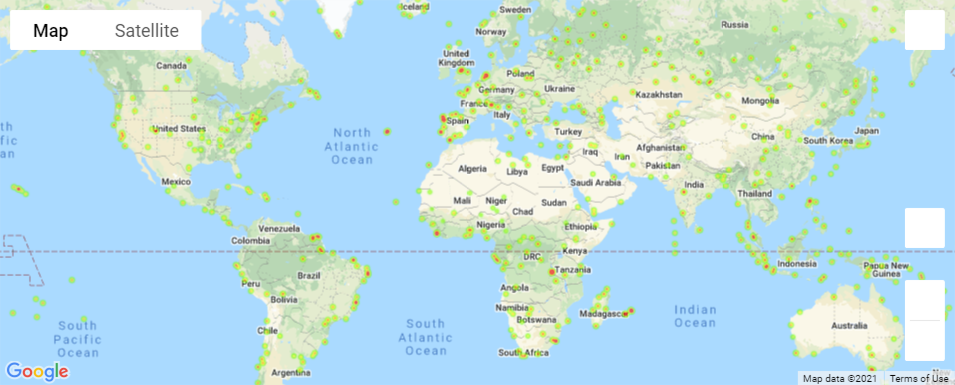 Map
Satellite
Iceland
Sweden
Norway
Russia
Canada
United
Kingdom
Poland
Germany
Ukraine
Kazakhstan
France
Mongolia
Spain
Italy
Turkey
United States
North
Atlantic
Ocean
China
Japan
South Korea
Afghanistan
Iraq
Iran
Pakistan
Algeria
Libya
Egypt
Saudi Arabia
India
Mexico
Mali
Niger
Chad
Sudan
Thailand
Nigeria
Ethiopia
Venezuela
Colombia
Kenya
DRC
Tanzania
Indonesia
Papua New
Guinea
Brazil
Peru
Bolivia
Angola
Namibia
Botswana
Madagascar
Indian
Ocean
South
Pacific
Ocean
South
Atlantic
Ocean
Chile
Australia
South Africa
Argentina
Google
Map data ©2021
Terms of Use